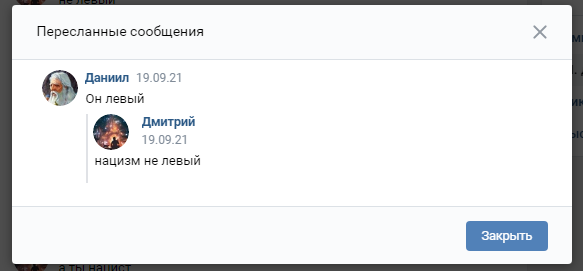 не левый
Пересланные сообщения
Даниил 19.09.21
Он левый
Дмитрий
19.09.21
нацизм не левый
Закрыть
а ты нацист